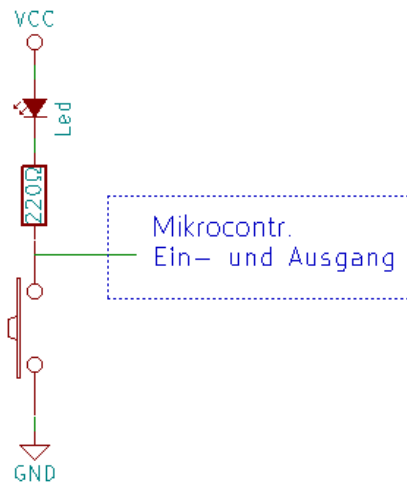 VCC
Led
220Ω
Mikrocontr.
Ein– und Ausgang
GND